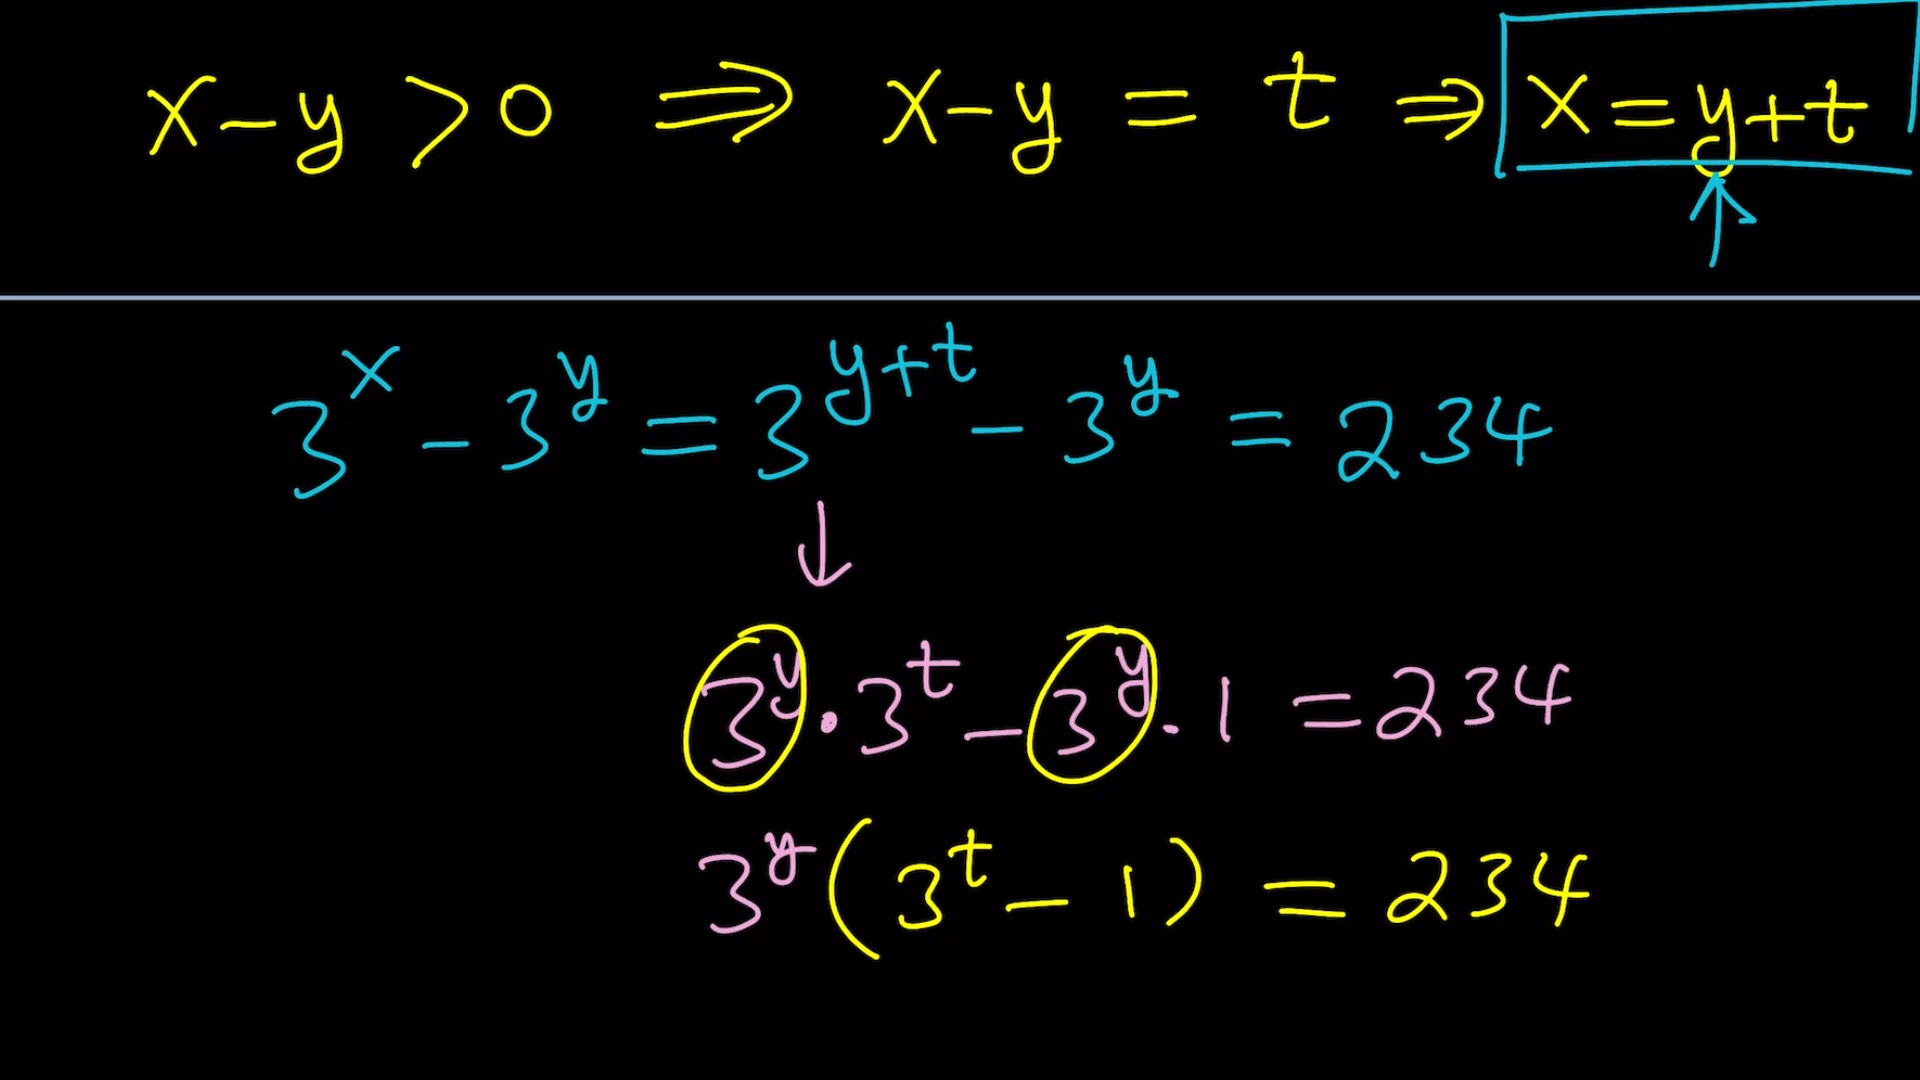 x - y > 0 ⇒ x - y = t ⇒ x = y + t
3^x - 3^y = 3^{y+t} - 3^y = 234
↓
3^y · 3^t - 3^y · 1 = 234
3^y (3^t - 1) = 234